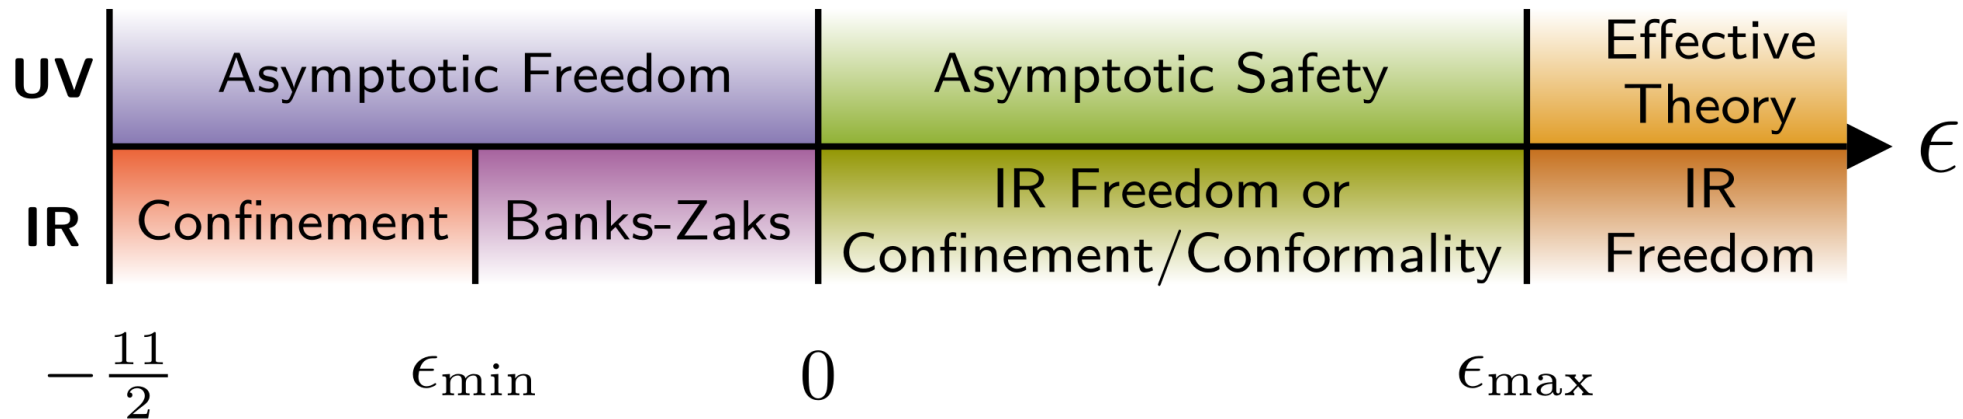 UV
Asymptotic Freedom
Asymptotic Safety
Effective
Theory
ϵ
IR
Confinement
Banks-Zaks
IR Freedom or
Confinement/Conformality
IR
Freedom
−11/2
ϵmin
0
ϵmax